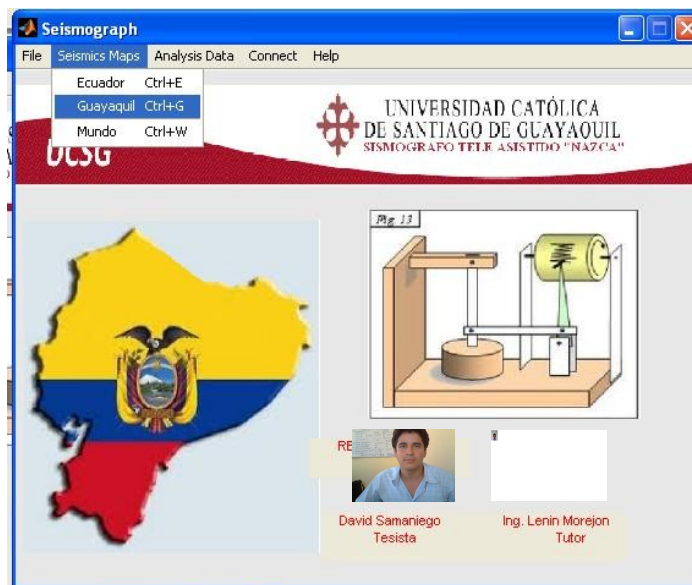 Seismograph
File Seismics Maps Analysis Data Connect Help
Ecuador Ctrl+E
Guayaquil Ctrl+G
Mundo Ctrl+W
UCSG
UNIVERSIDAD CATÓLICA
DE SANTIAGO DE GUAYAQUIL
SISMOGRAFO TELE ASISTIDO "NAZCA"
Fig 13
RE
David Samaniego
Tesista
Ing. Lenin Morejon
Tutor